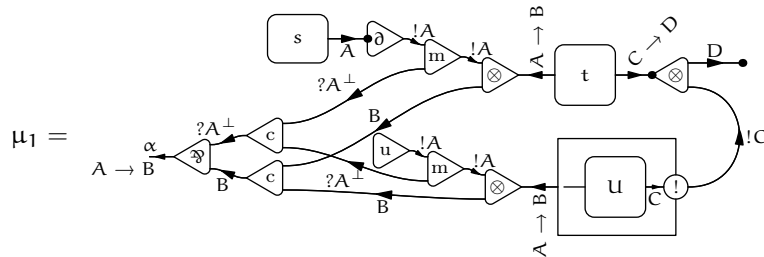 s
A
∂
!A
m
!A
⊗
A → B
t
C → D
⊗
D
?A⊥
B
?A⊥
c
u
!A
m
!A
⊗
!C
μ₁ =
α
A → B
⅋
B
c
?A⊥
B
A → B
U
C
!